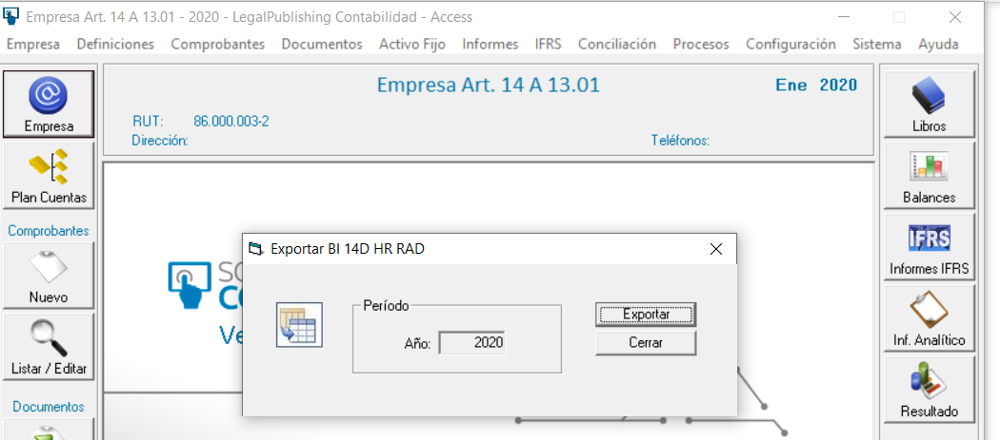 Empresa Art. 14 A 13.01 - 2020 - LegalPublishing Contabilidad - Access
Empresa Definiciones Comprobantes Documentos Activo Fijo Informes IFRS Conciliación Procesos Configuración Sistema Ayuda
Empresa Art. 14 A 13.01
Ene 2020
RUT: 86.000.003-2
Dirección:
Teléfonos:
Empresa
Plan Cuentas
Comprobantes
Nuevo
Listar / Editar
Documentos
Exportar BI 14D HR RAD
Período
Año: 2020
Exportar
Cerrar
Libros
Balances
IFRS
Informes IFRS
Inf. Analítico
Resultado